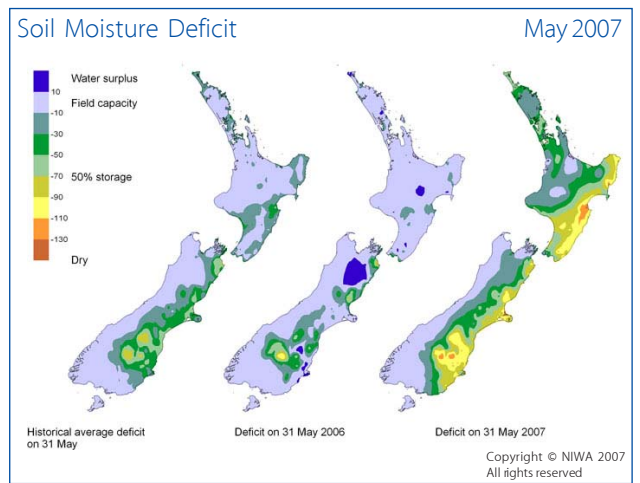 Soil Moisture Deficit
May 2007
Water surplus
10
Field capacity
-10
-30
-50
50% storage
-70
-90
-110
-130
Dry
Historical average deficit
on 31 May
Deficit on 31 May 2006
Deficit on 31 May 2007
Copyright © NIWA 2007
All rights reserved